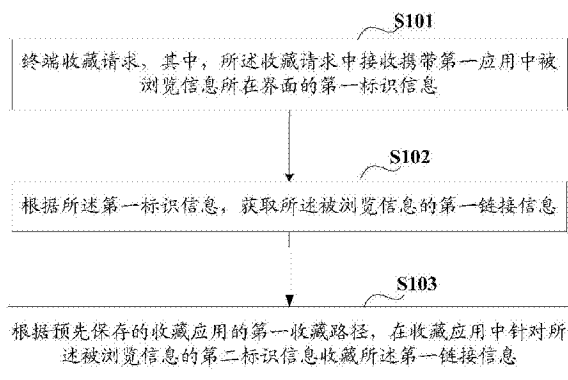 S101
终端收藏请求，其中，所述收藏请求中接收携带第一应用中被
浏览信息所在界面的第一标识信息
S102
根据所述第一标识信息，获取所述被浏览信息的第一链接信息
S103
根据预先保存的收藏应用的第一收藏路径，在收藏应用中针对所
述被浏览信息的第二标识信息收藏所述第一链接信息